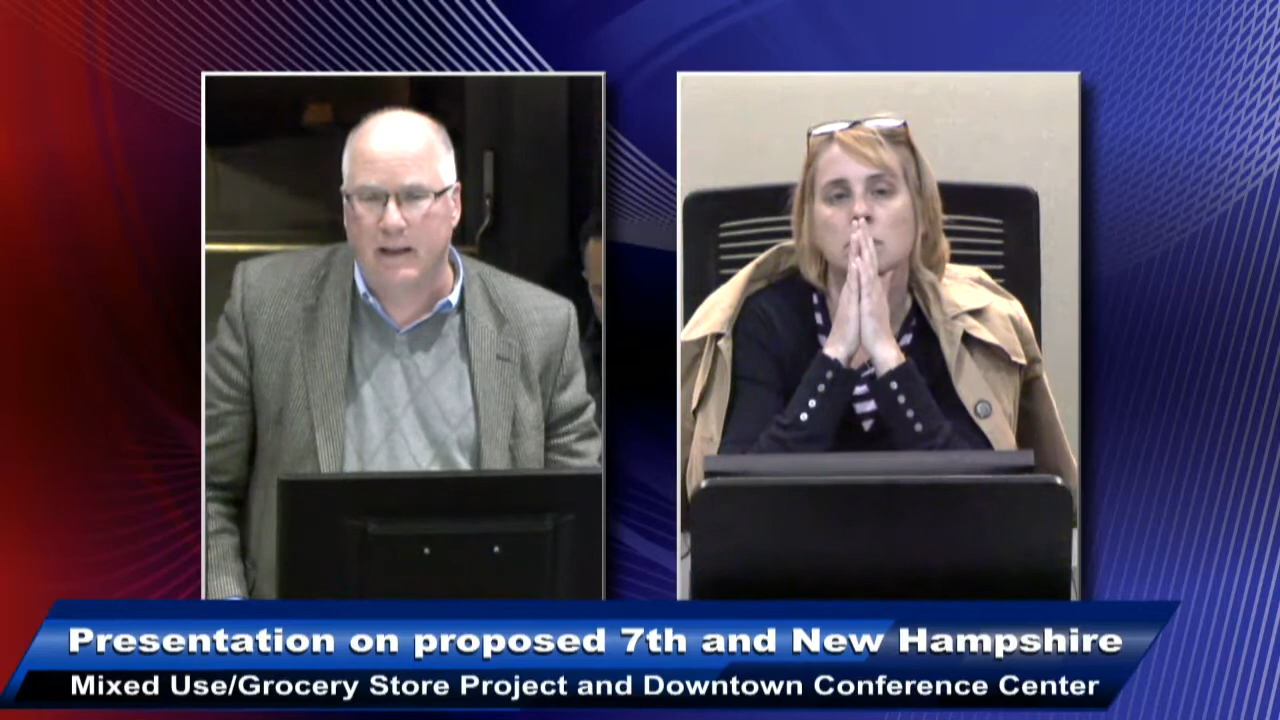 Presentation on proposed 7th and New Hampshire
Mixed Use/Grocery Store Project and Downtown Conference Center